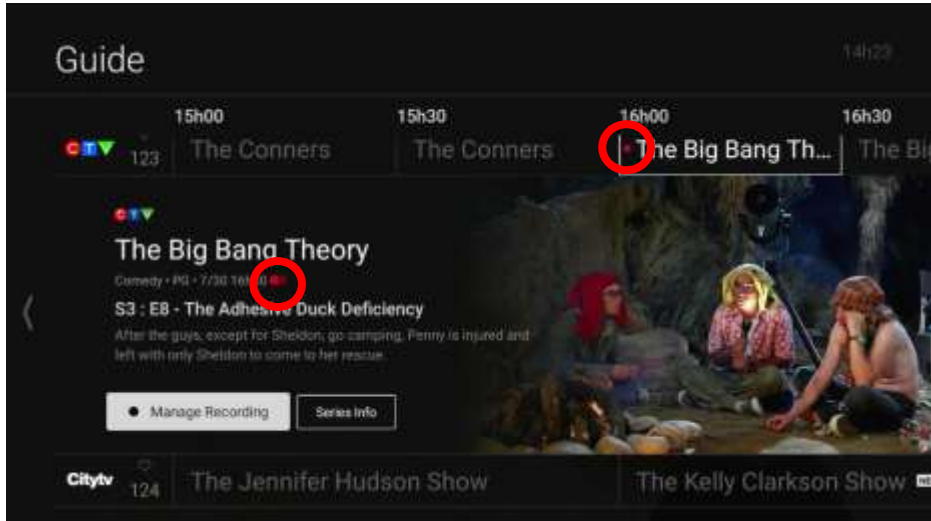 Guide
14h23
15h00 15h30 16h00 16h30
CTV 123 The Conners The Conners The Big Bang Th... The Bi
CTV
The Big Bang Theory
Comedy • PG • 7/30
S3 : E8 - The Adhesive Duck Deficiency
After the guys, except for Sheldon, go camping, Penny is injured and
left with only Sheldon to come to her rescue.
Manage Recording Series Info
Citytv 124 The Jennifer Hudson Show The Kelly Clarkson Show